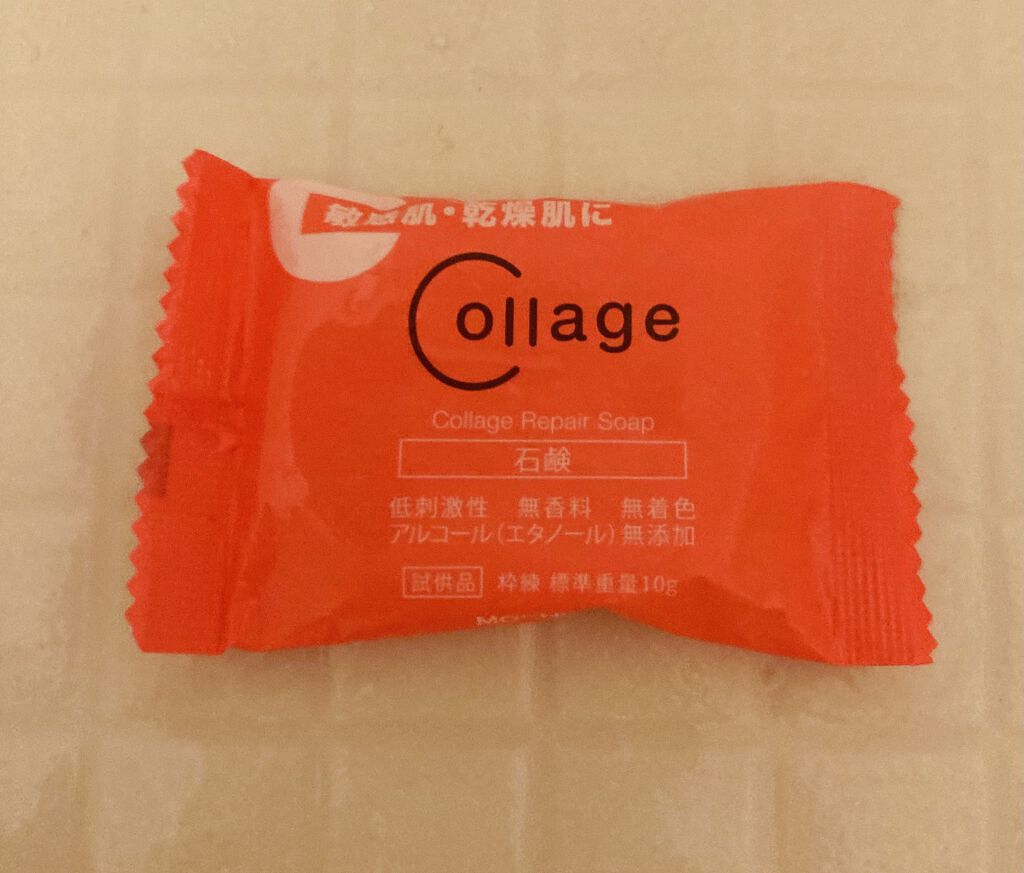 敏感肌・乾燥肌に
Collage
Collage Repair Soap
石鹸
低刺激性 無香料 無着色
アルコール(エタノール)無添加
試供品 枠練 標準重量10g